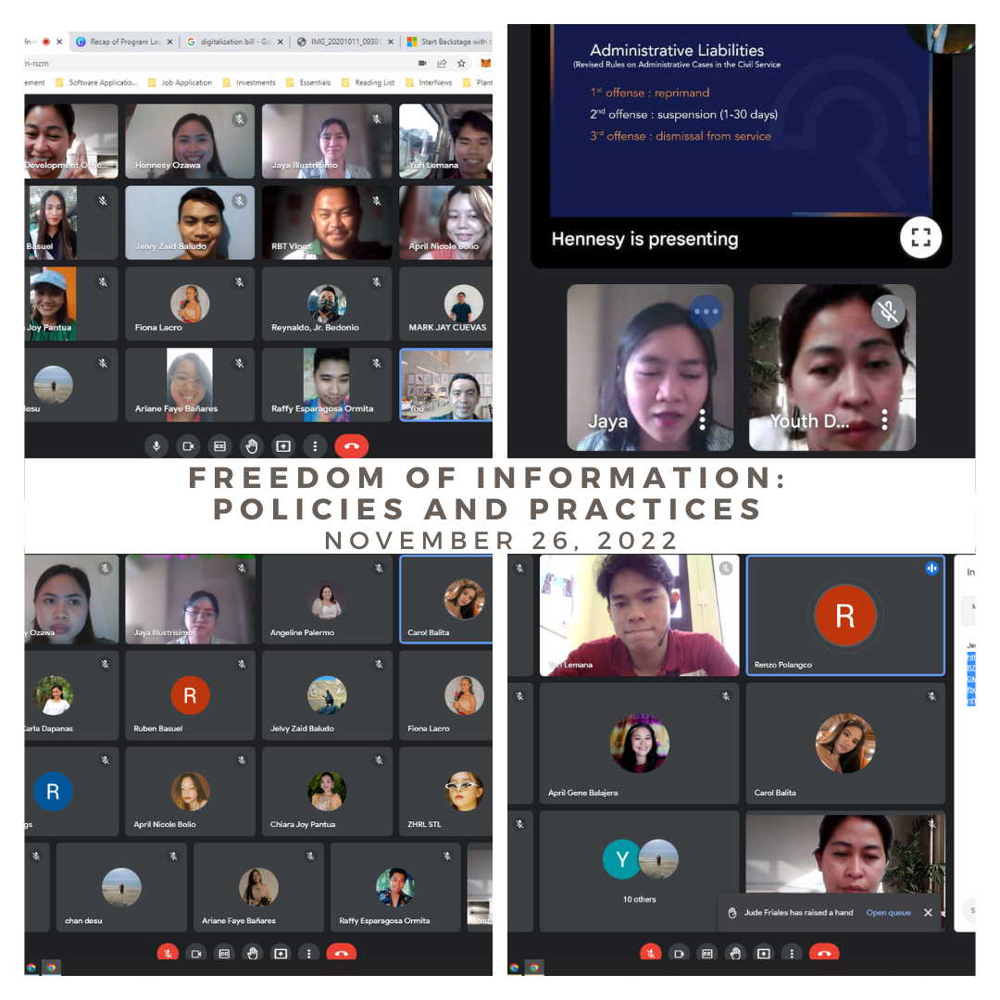 Recap of Program Lau
digitalization bill - Go
IMG_20201011_09381
Start Backstage with t
n-nzm
ement
Software Applicatio...
Job Application
Investments
Essentials
Reading List
InterNews
Plant
Development Offic...
Hennesy Ozawa
Jaya Illustrisimo
Yuri Lemana
Basuel
Jelvy Zaid Baludo
RBT Vlogs
April Nicole Bolio
Joy Pantua
Fiona Lacro
Reynaldo, Jr. Bedonio
MARK JAY CUEVAS
desu
Ariane Faye Bañares
Raffy Esparagosa Ormita
You
Administrative Liabilities
(Revised Rules on Administrative Cases in the Civil Service
1st offense : reprimand
2nd offense : suspension (1-30 days)
3rd offense : dismissal from service
Hennesy is presenting
Jaya
Youth D...
FREEDOM OF INFORMATION:
POLICIES AND PRACTICES
NOVEMBER 26, 2022
y Ozawa
Jaya Illustrisimo
Angeline Palermo
Carol Balita
Carla Dapanas
R
Ruben Basuel
Jelvy Zaid Baludo
Fiona Lacro
R
gs
April Nicole Bolio
Chiara Joy Pantua
ZHRL STL
chan desu
Ariane Faye Bañares
Raffy Esparagosa Ormita
You
Yuri Lemana
R
Renzo Polangco
April Gene Balajera
Carol Balita
Y
10 others
Jude Friales has raised a hand
Open queue
In
Je